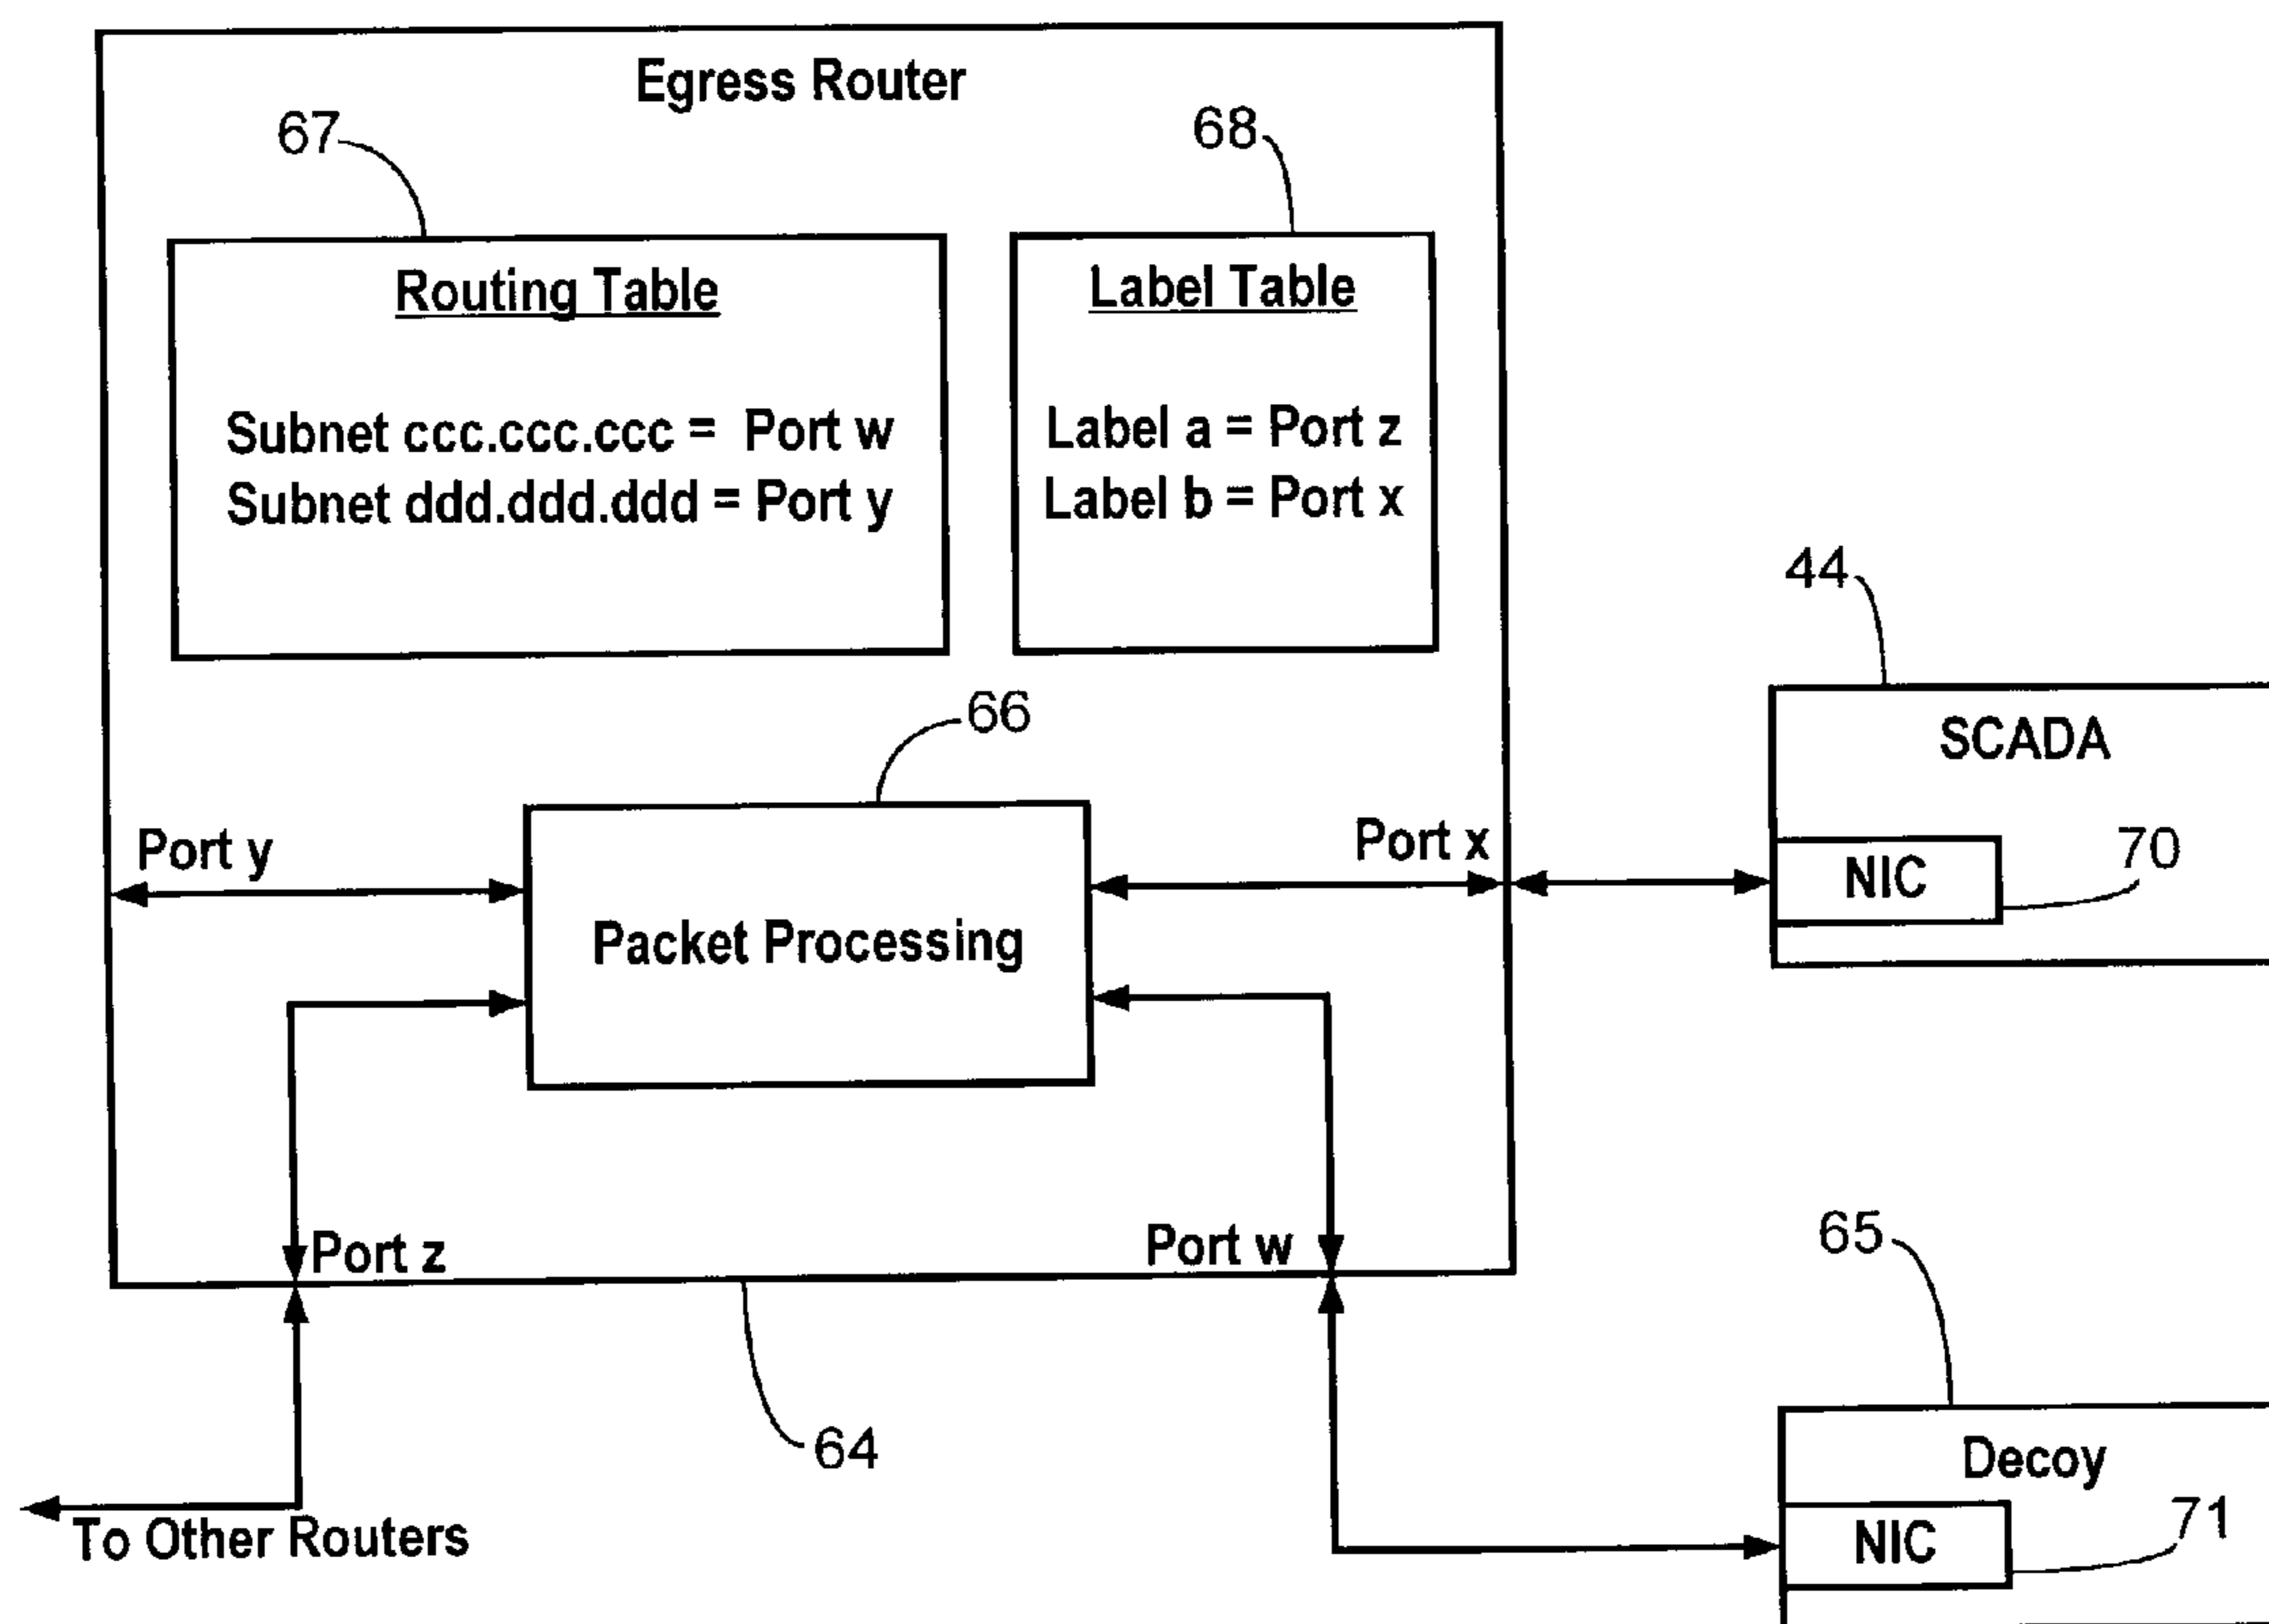 Egress Router
67
68
Routing Table
Subnet ccc.ccc.ccc = Port w
Subnet ddd.ddd.ddd = Port y
Label Table
Label a = Port z
Label b = Port x
44
SCADA
NIC
70
66
Port y
Port x
Packet Processing
Port z
Port w
64
65
Decoy
NIC
71
To Other Routers